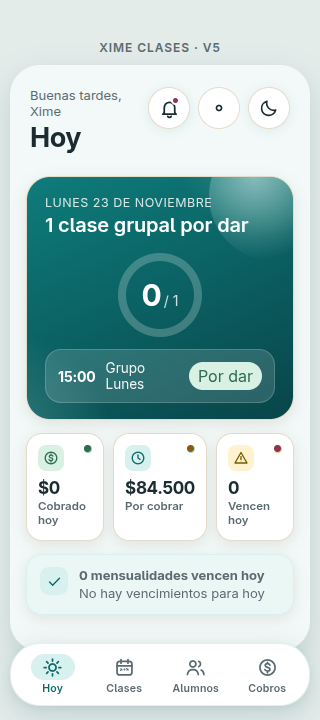 XIME CLASES · V5
Buenas tardes,
Xime
Hoy
LUNES 23 DE NOVIEMBRE
1 clase grupal por dar
0 / 1
15:00 Grupo Lunes Por dar
$0
Cobrado hoy
$84.500
Por cobrar
0
Vencen hoy
0 mensualidades vencen hoy
No hay vencimientos para hoy
Hoy Clases Alumnos Cobros